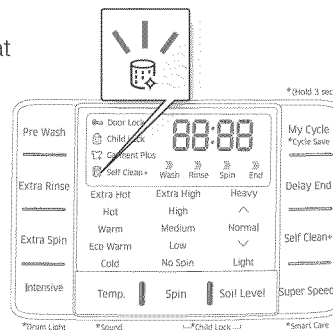 at
*(Hold 3 sec
Door Lock
Child Lock
Garment Plus
Self Clean+
88:88
Wash Rinse Spin End
Pre Wash
Extra Rinse
Extra Spin
Intensive
*Drum Light
Extra Hot Extra High Heavy
Hot High
Warm Medium Normal
Eco Warm Low
Cold No Spin Light
Temp. Spin Soil Level
*Sound *Child Lock
My Cycle
*Cycle Save
Delay End
Self Clean+
Super Speed
*Smart Care